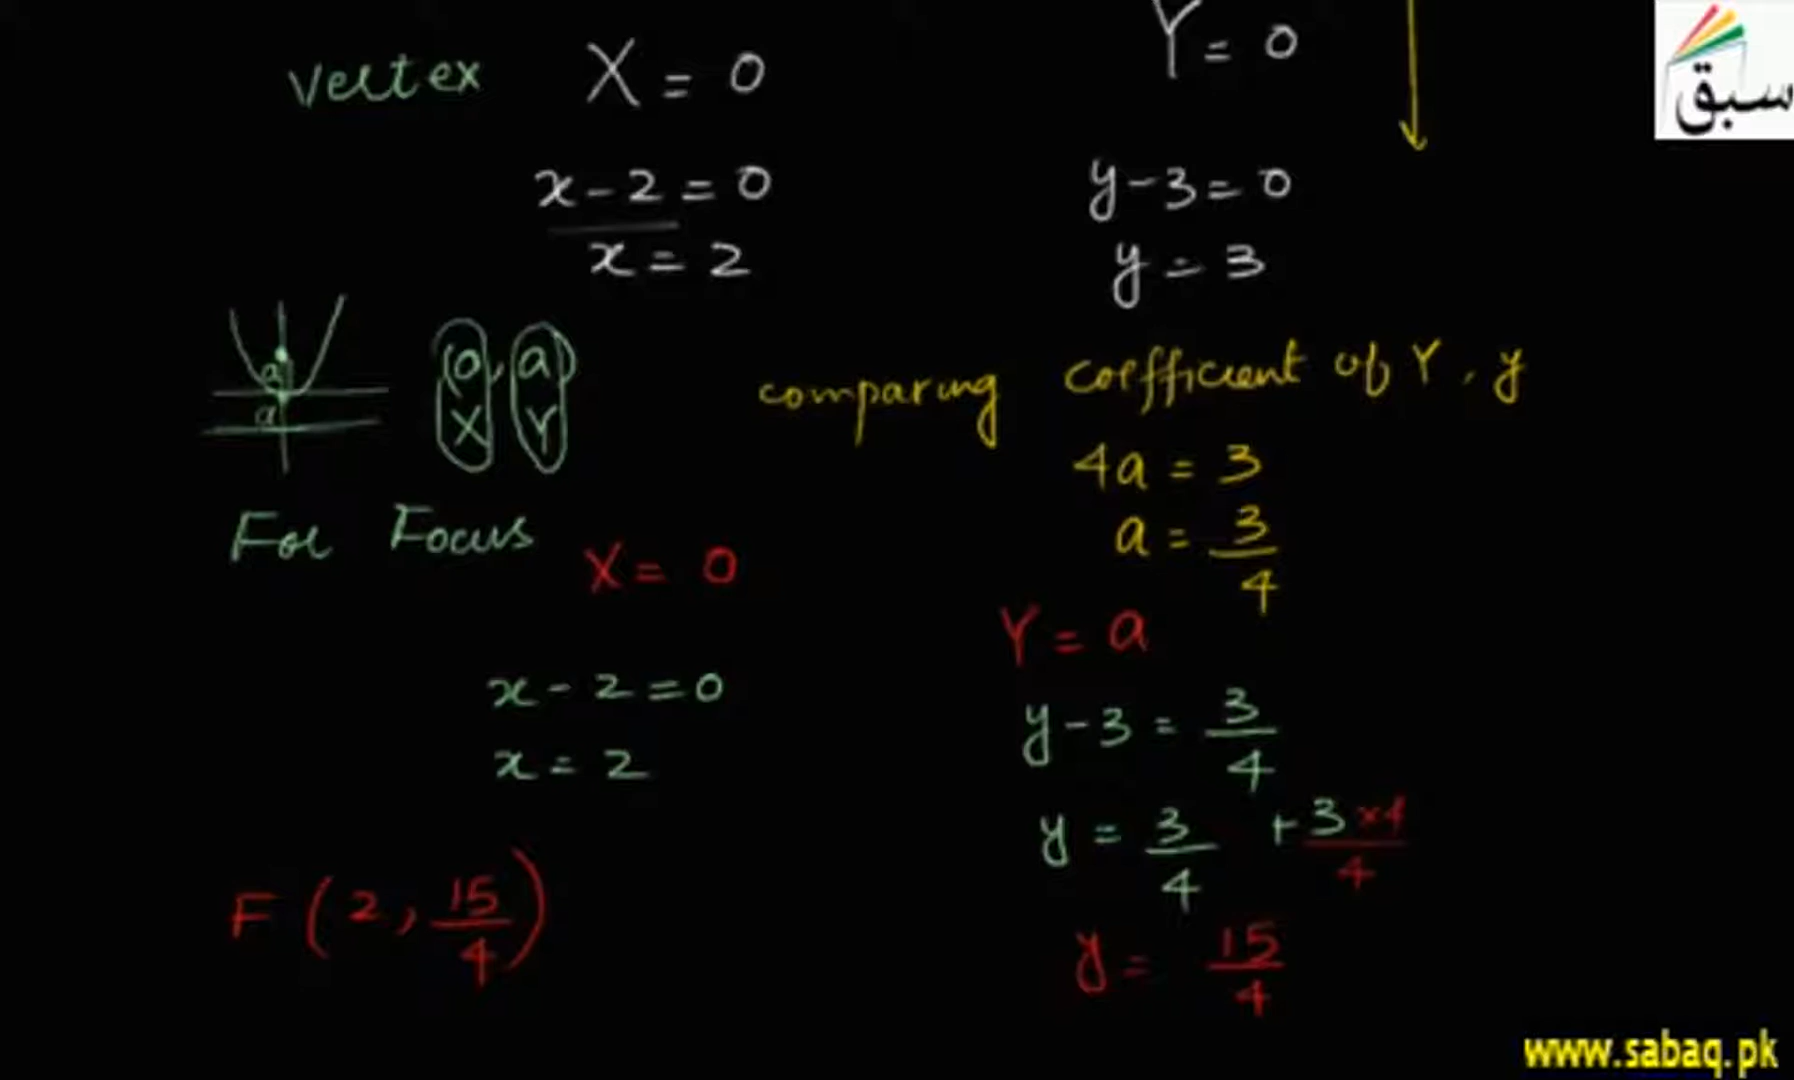 Vertex X = 0 Y = 0
سبق
x - 2 = 0 y - 3 = 0
x = 2 y = 3
a
a
(0, a)
X Y
comparing coefficient of Y, y
4a = 3
a = 3/4
For Focus X = 0
Y = a
x - 2 = 0 y - 3 = 3/4
x = 2
y = 3/4 + 3×4/4
F (2, 15/4) y = 15/4
www.sabaq.pk